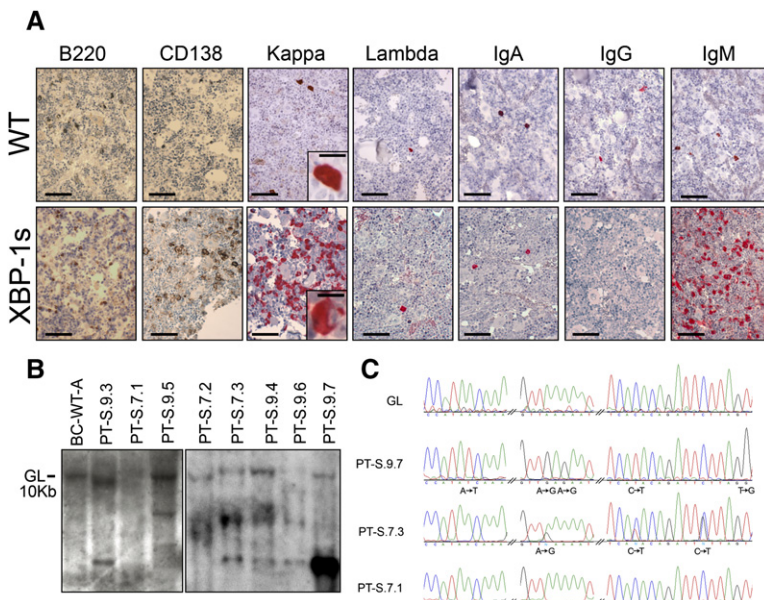 A
B220 CD138 Kappa Lambda IgA IgG IgM
WT
XBP-1s
B
BC-WT-A
PT-S.9.3
PT-S.7.1
PT-S.9.5
PT-S.7.2
PT-S.7.3
PT-S.9.4
PT-S.9.6
PT-S.9.7
GL–
10Kb
C
GL
PT-S.9.7
A→T A→G A→G C→T T→G
PT-S.7.3
A→G C→T C→T
PT-S.7.1